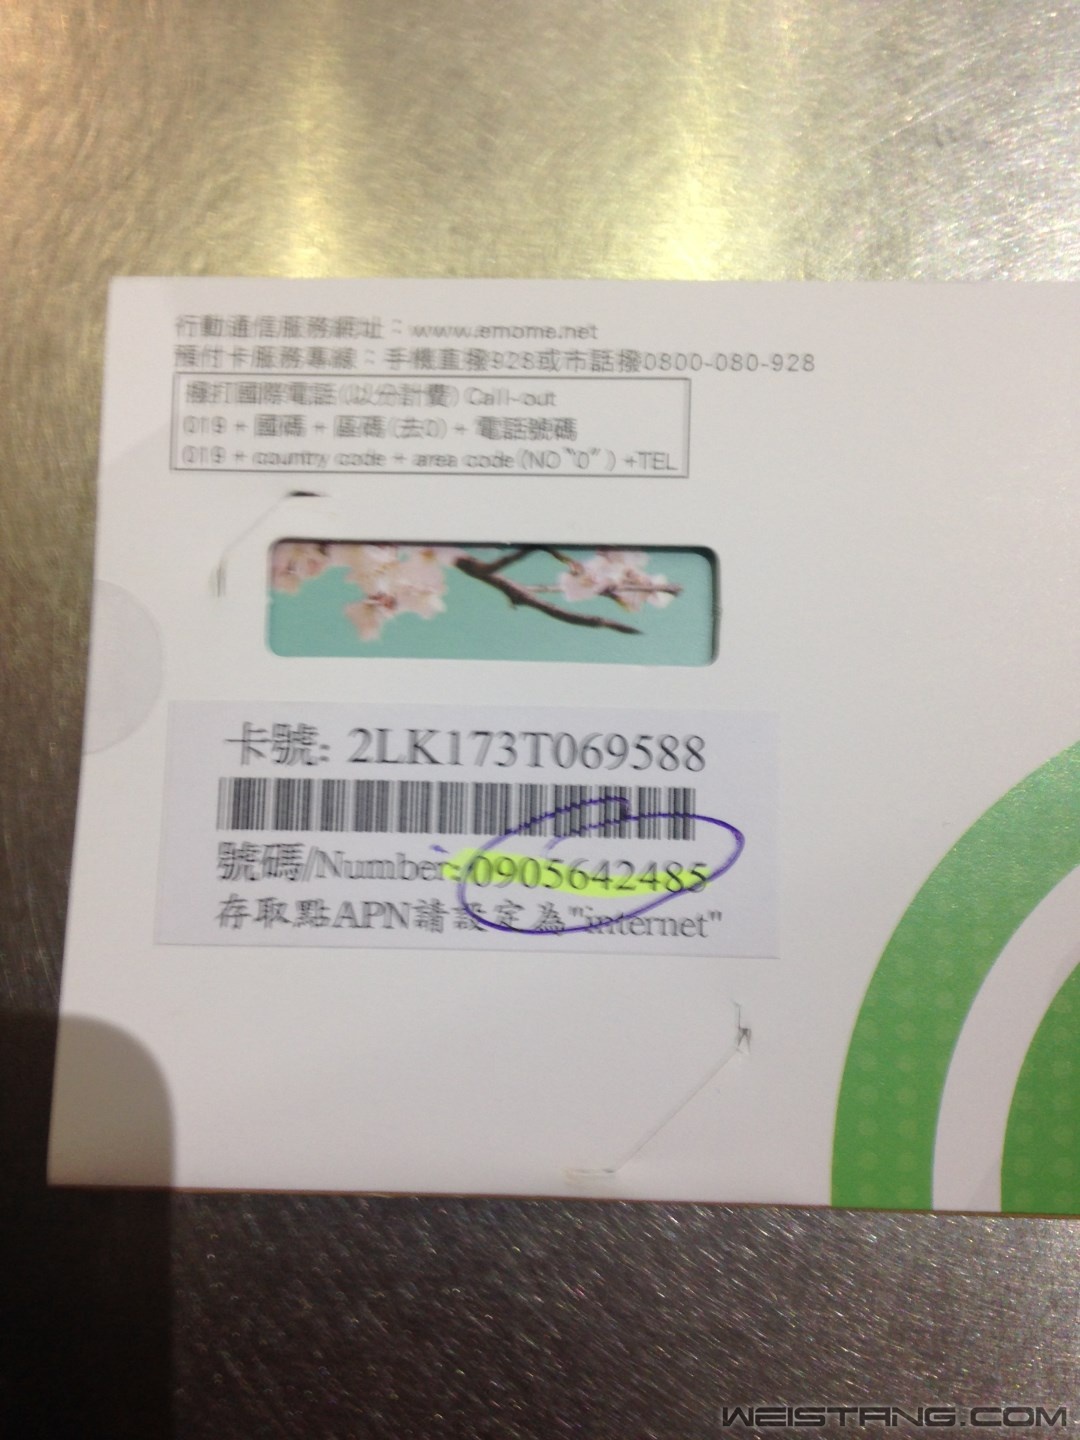 行動通信服務網址：www.emome.net
預付卡服務專線：手機直撥928或市話撥0800-080-928
撥打國際電話(以分計費) Call-out
019 + 國碼 + 區碼(去0) + 電話號碼
019 + country code + area code (NO "0" ) +TEL
卡號: 2LK173T069588
號碼/Number:0905642485
存取點APN請設定為"internet"
WEISTANG.COM